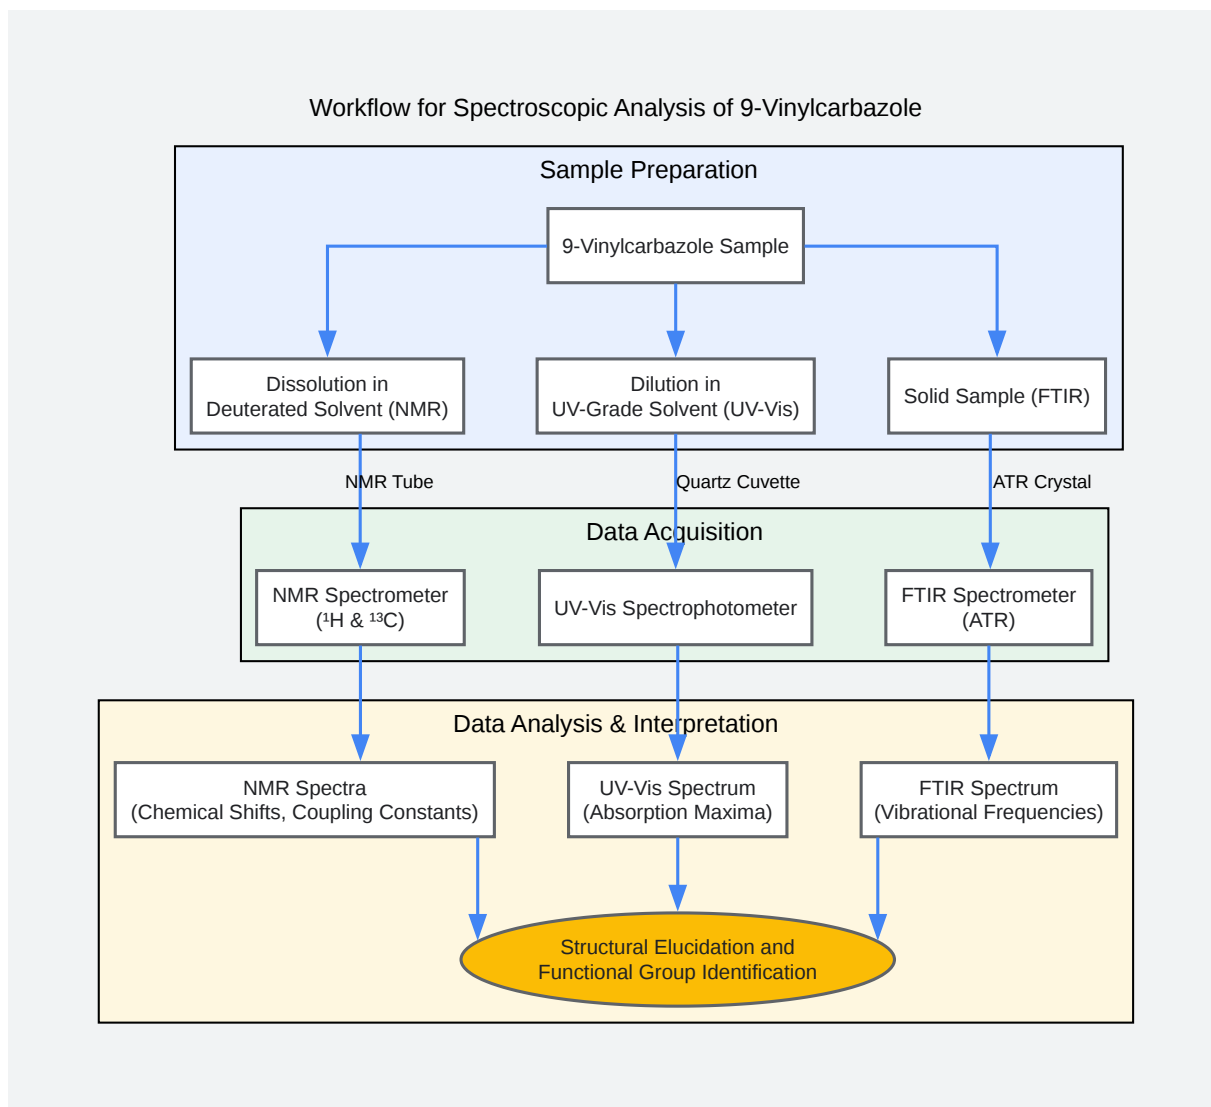 Workflow for Spectroscopic Analysis of 9-Vinylcarbazole
Sample Preparation
9-Vinylcarbazole Sample
Dissolution in
Deuterated Solvent (NMR)
Dilution in
UV-Grade Solvent (UV-Vis)
Solid Sample (FTIR)
NMR Tube
Quartz Cuvette
ATR Crystal
Data Acquisition
NMR Spectrometer
(¹H & ¹³C)
UV-Vis Spectrophotometer
FTIR Spectrometer
(ATR)
Data Analysis & Interpretation
NMR Spectra
(Chemical Shifts, Coupling Constants)
UV-Vis Spectrum
(Absorption Maxima)
FTIR Spectrum
(Vibrational Frequencies)
Structural Elucidation and
Functional Group Identification